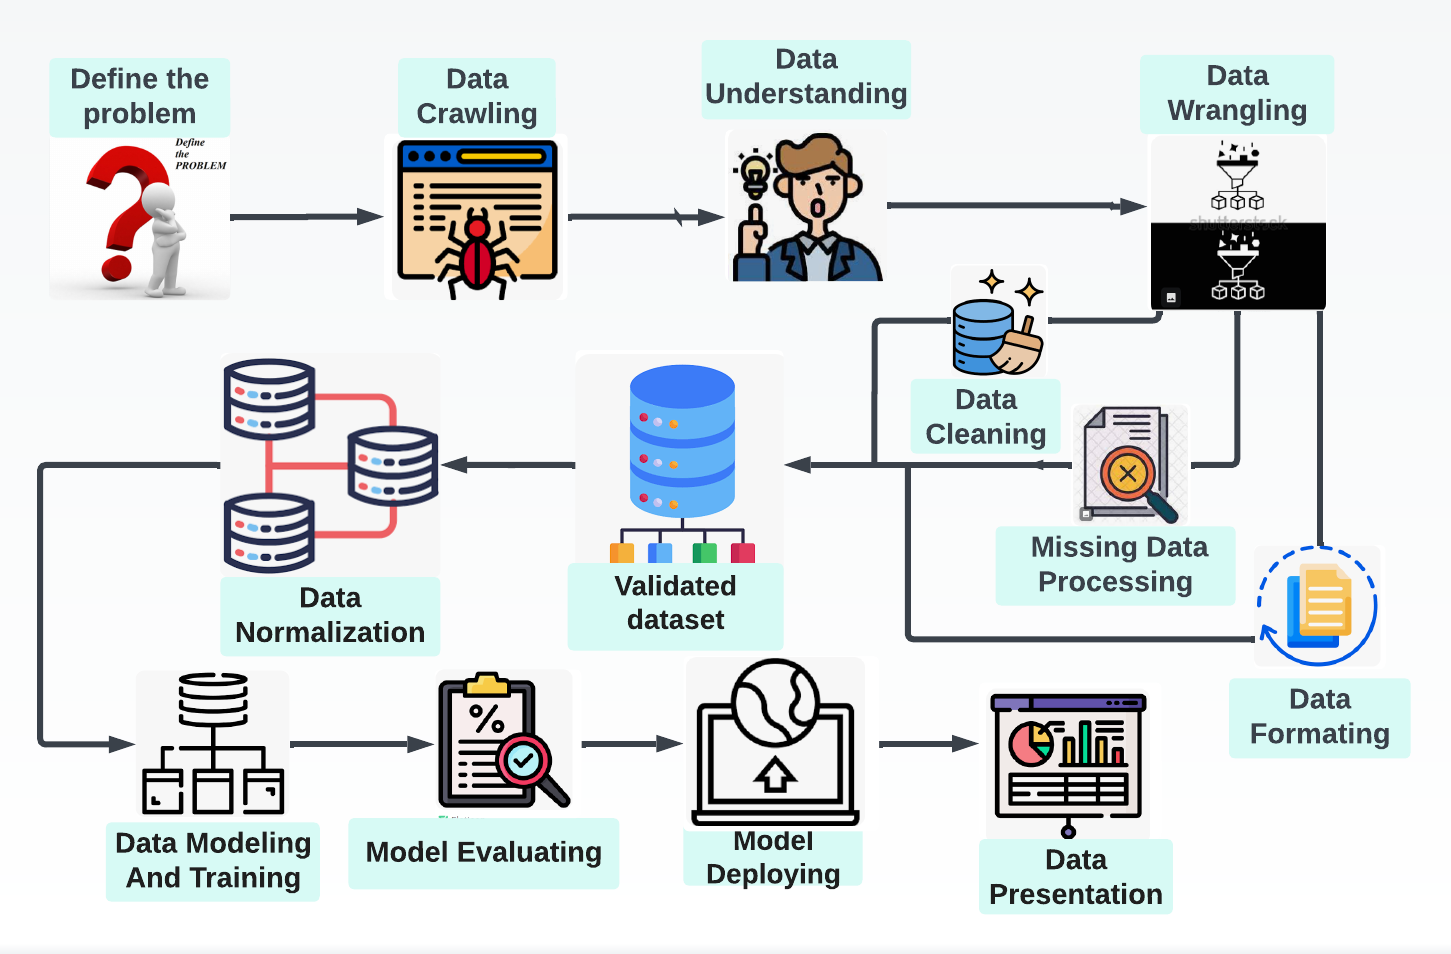 Define the
problem
Define
the
PROBLEM
Data
Crawling
Data
Understanding
Data
Wrangling
shutterstock
Data
Cleaning
Missing Data
Processing
Data
Formating
Validated
dataset
Data
Normalization
Data Modeling
And Training
%
Model Evaluating
Model
Deploying
Data
Presentation